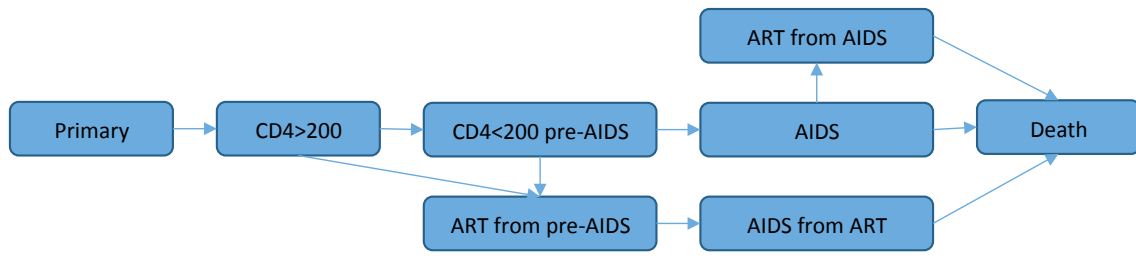 ART from AIDS
Primary
CD4>200
CD4<200 pre-AIDS
AIDS
Death
ART from pre-AIDS
AIDS from ART